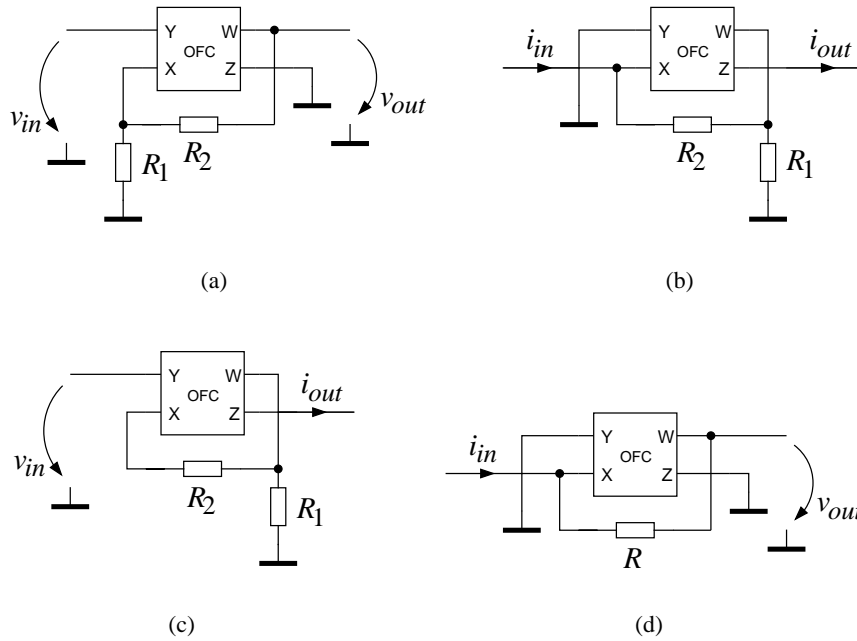 Y W
OFC
X Z
v_in
R_1
R_2
v_out
(a)
i_in
Y W
OFC
X Z
i_out
R_2
R_1
(b)
v_in
Y W
OFC
X Z
i_out
R_2
R_1
(c)
i_in
Y W
OFC
X Z
R
v_out
(d)